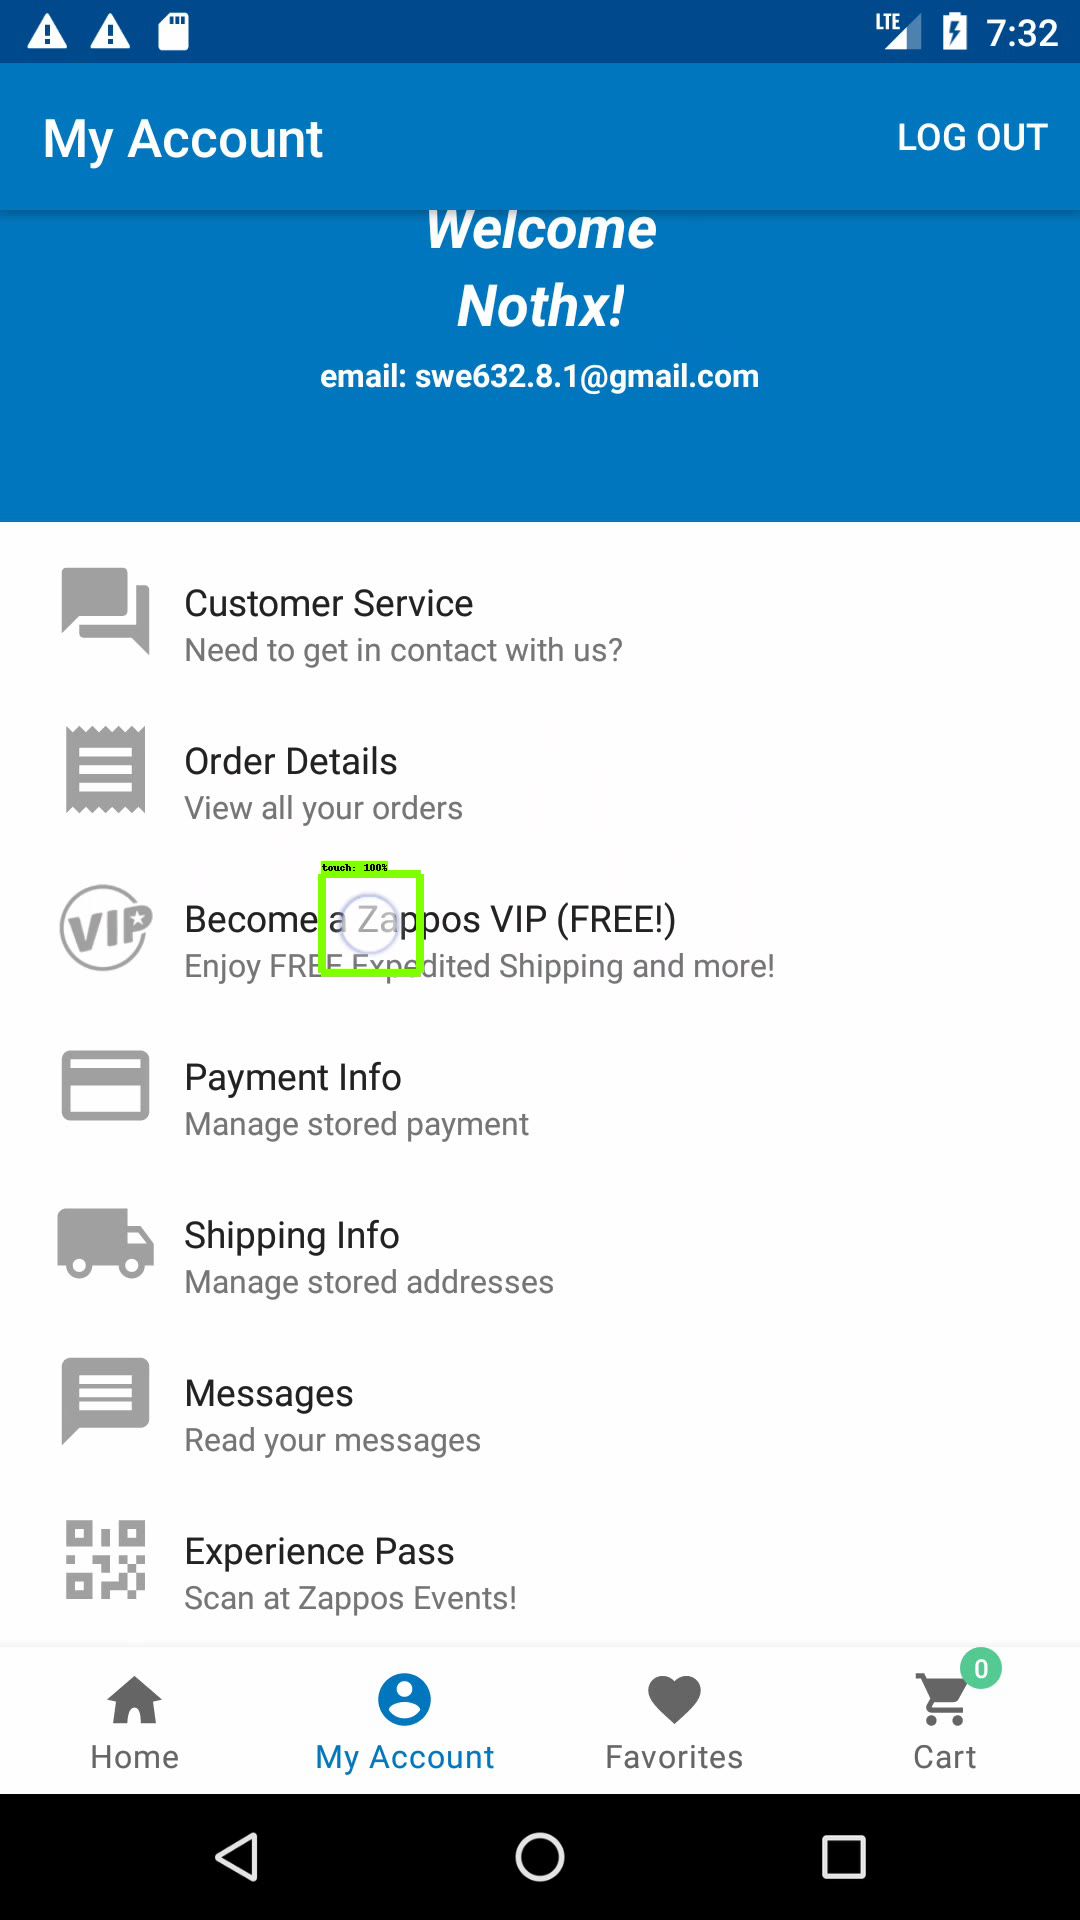 LTE 7:32
My Account LOG OUT
Welcome
Nothx!
email: swe632.8.1@gmail.com
Customer Service
Need to get in contact with us?
Order Details
View all your orders
touch: 100%
VIP Become a Zappos VIP (FREE!)
Enjoy FREE Expedited Shipping and more!
Payment Info
Manage stored payment
Shipping Info
Manage stored addresses
Messages
Read your messages
Experience Pass
Scan at Zappos Events!
0
Home My Account Favorites Cart